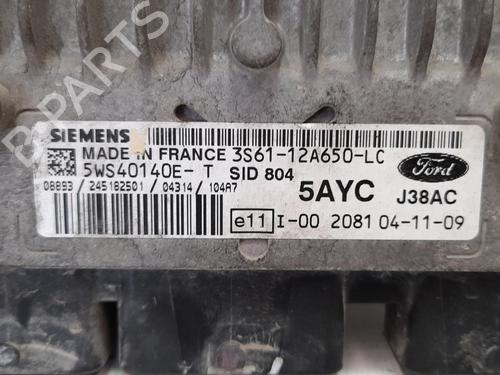 B-PARTS
SIEMENS
MADE IN FRANCE 3S61-12A650-LC
5WS40140E- T SID 804
Ford
08893 / 245182501 / 04314 / 104A7
5AYC J38AC
e11 I-00 2081 04-11-09